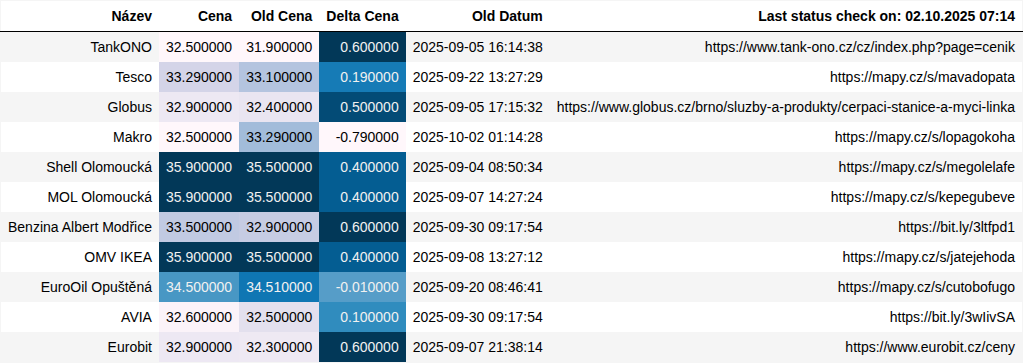 Název Cena Old Cena Delta Cena Old Datum Last status check on: 02.10.2025 07:14
TankONO 32.500000 31.900000 0.600000 2025-09-05 16:14:38 https://www.tank-ono.cz/cz/index.php?page=cenik
Tesco 33.290000 33.100000 0.190000 2025-09-22 13:27:29 https://mapy.cz/s/mavadopata
Globus 32.900000 32.400000 0.500000 2025-09-05 17:15:32 https://www.globus.cz/brno/sluzby-a-produkty/cerpaci-stanice-a-myci-linka
Makro 32.500000 33.290000 -0.790000 2025-10-02 01:14:28 https://mapy.cz/s/lopagokoha
Shell Olomoucká 35.900000 35.500000 0.400000 2025-09-04 08:50:34 https://mapy.cz/s/megolelafe
MOL Olomoucká 35.900000 35.500000 0.400000 2025-09-07 14:27:24 https://mapy.cz/s/kepegubeve
Benzina Albert Modřice 33.500000 32.900000 0.600000 2025-09-30 09:17:54 https://bit.ly/3ltfpd1
OMV IKEA 35.900000 35.500000 0.400000 2025-09-08 13:27:12 https://mapy.cz/s/jatejehoda
EuroOil Opuštěná 34.500000 34.510000 -0.010000 2025-09-20 08:46:41 https://mapy.cz/s/cutobofugo
AVIA 32.600000 32.500000 0.100000 2025-09-30 09:17:54 https://bit.ly/3wIivSA
Eurobit 32.900000 32.300000 0.600000 2025-09-07 21:38:14 https://www.eurobit.cz/ceny